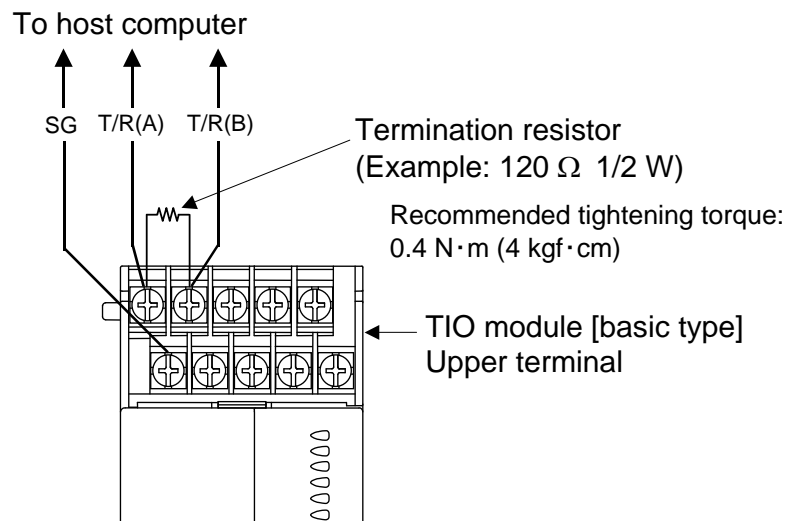 To host computer
SG T/R(A) T/R(B)
Termination resistor
(Example: 120 Ω 1/2 W)
Recommended tightening torque:
0.4 N･m (4 kgf･cm)
TIO module [basic type]
Upper terminal